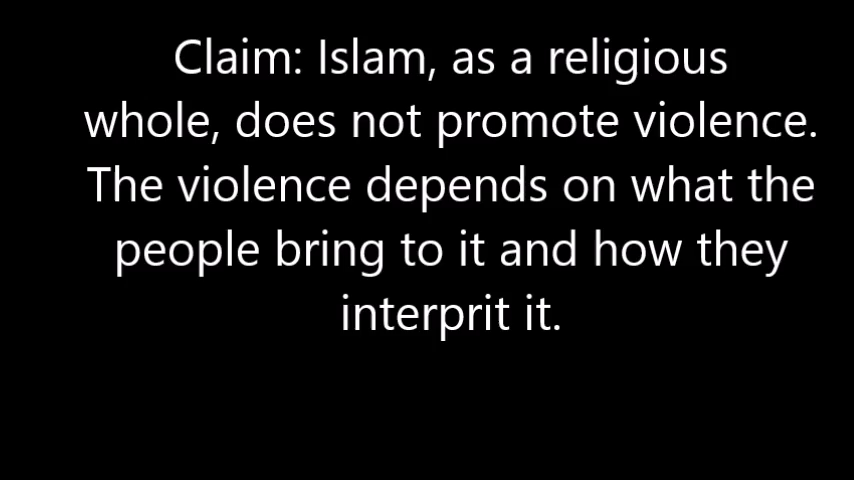 Claim: Islam, as a religious
whole, does not promote violence.
The violence depends on what the
people bring to it and how they
interprit it.